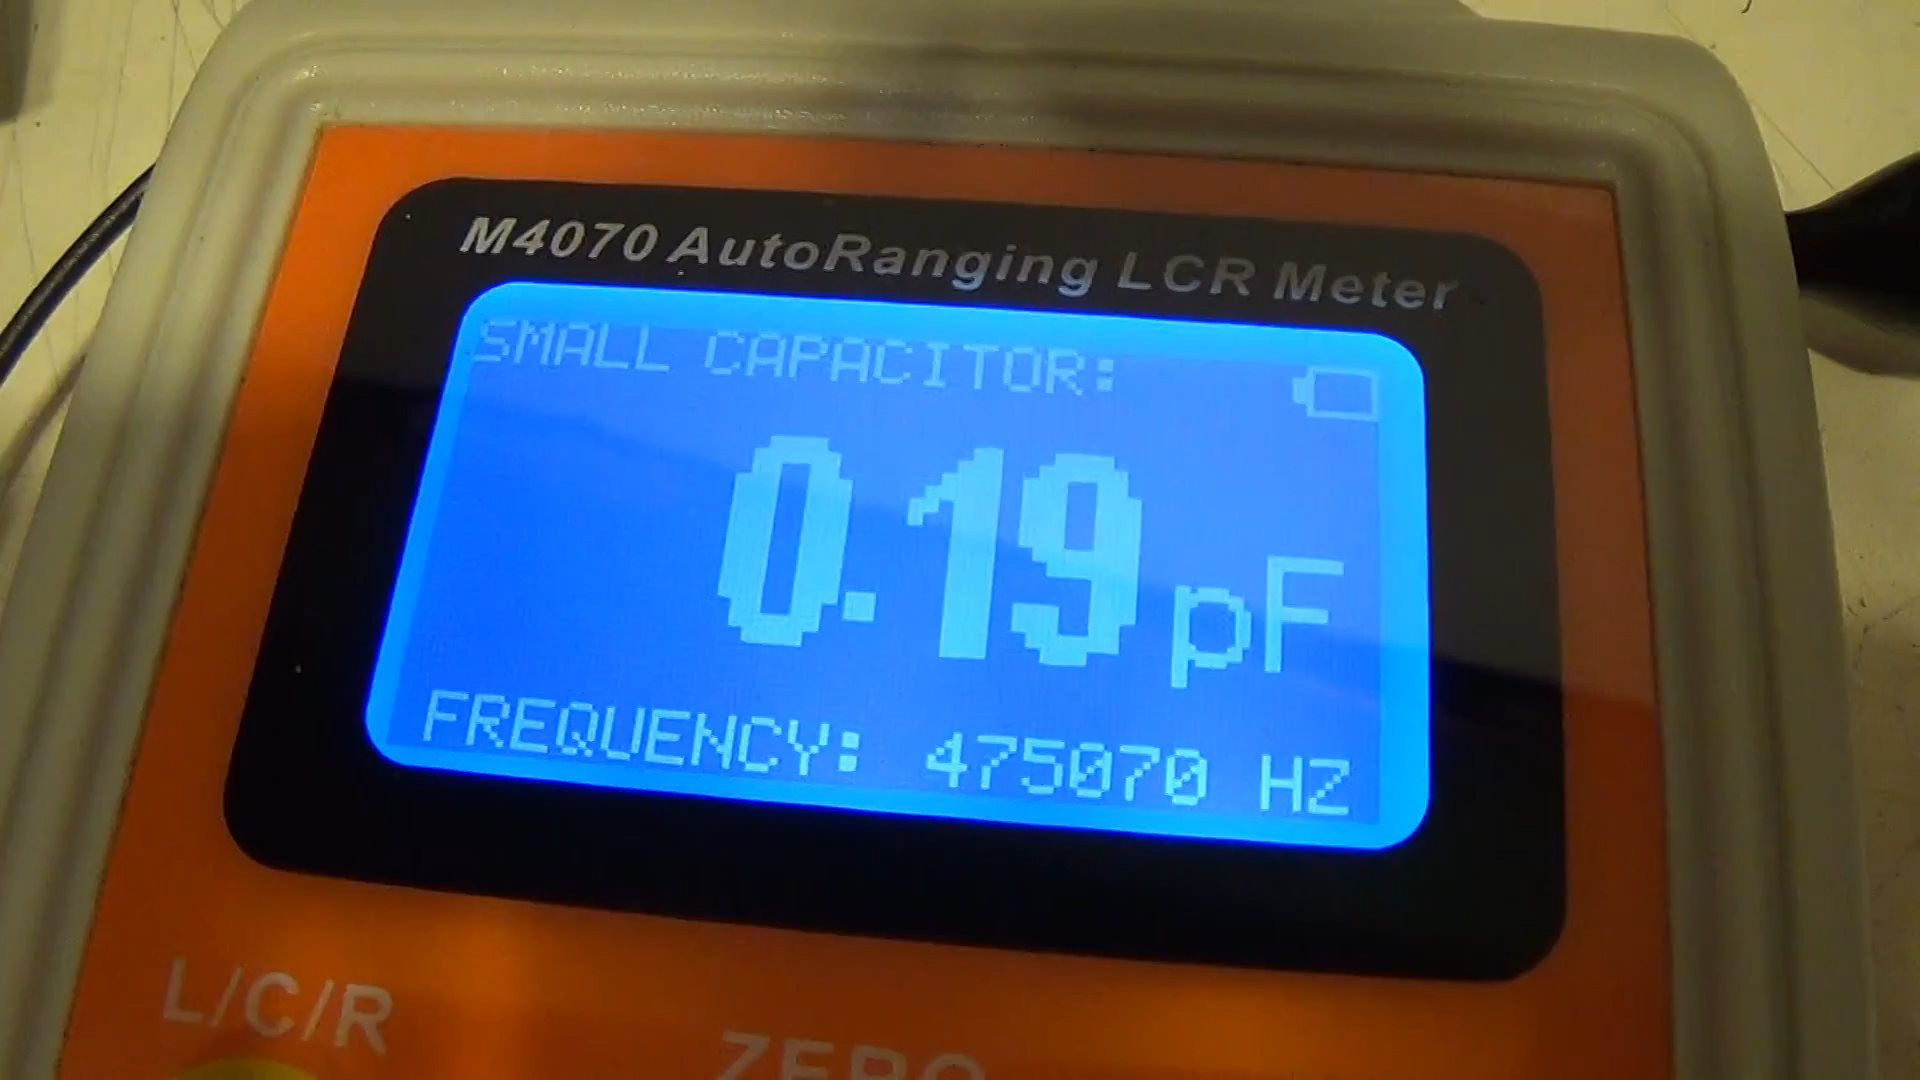 M4070 AutoRanging LCR Meter
SMALL CAPACITOR:
0.19 pF
FREQUENCY: 475070 HZ
L/C/R
ZERO